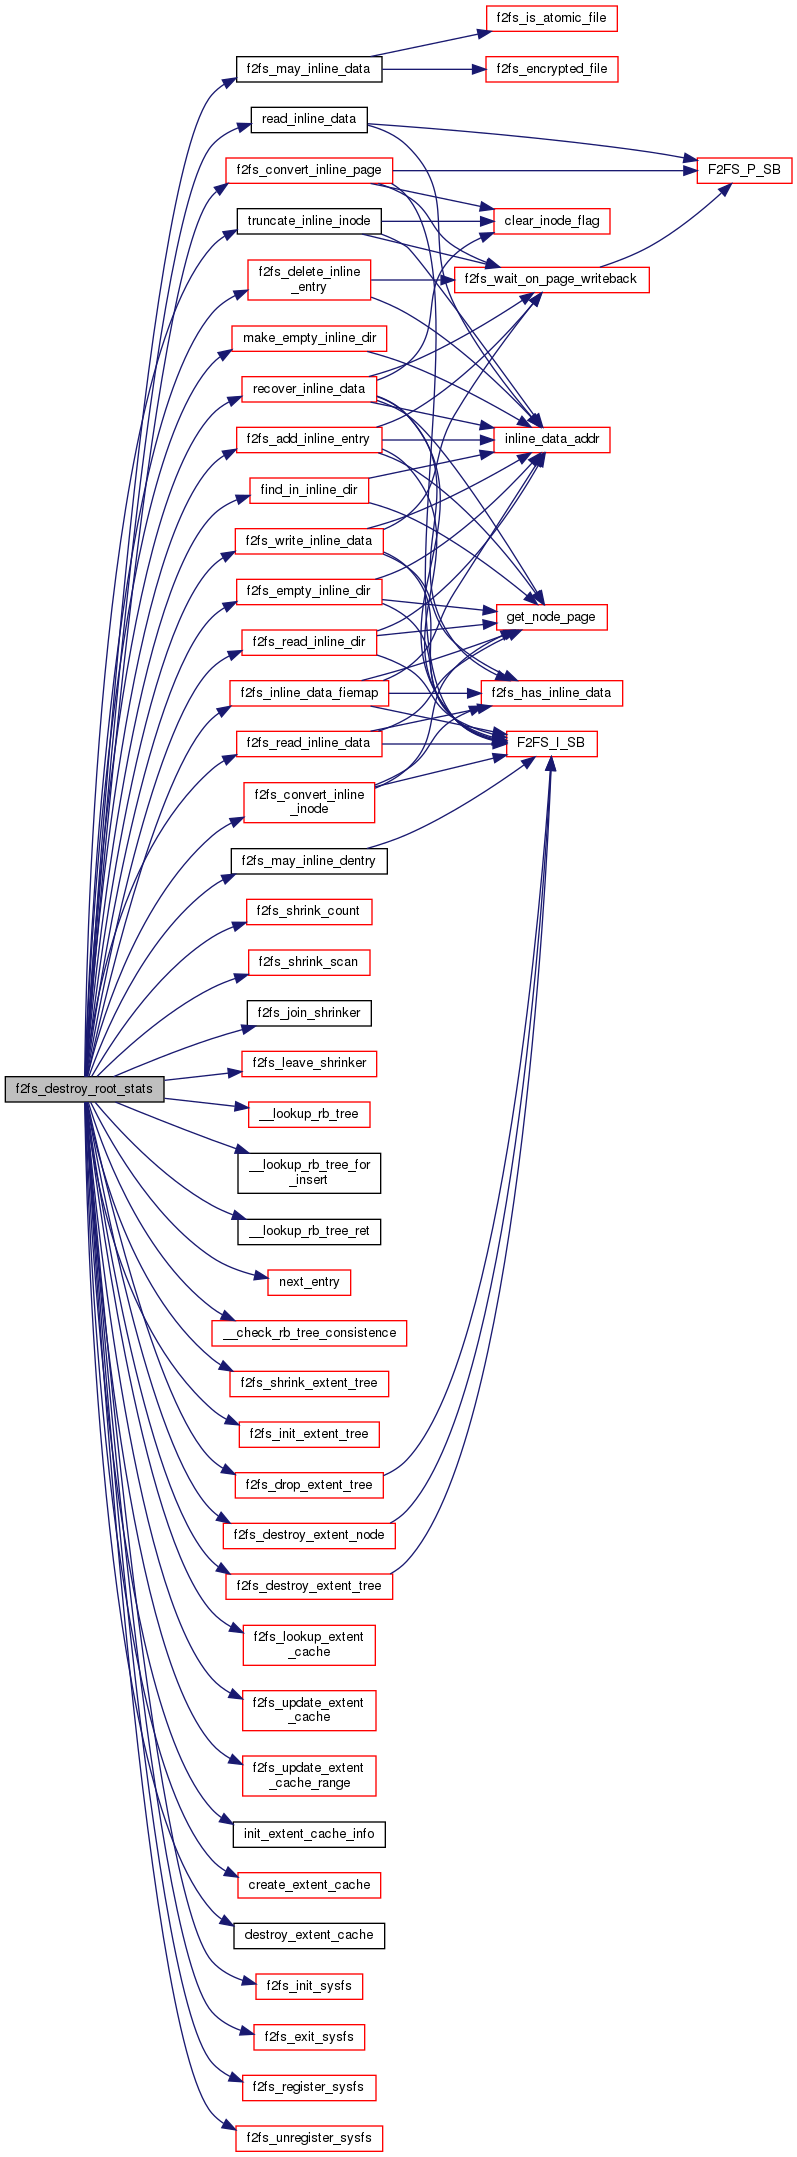 f2fs_is_atomic_file
f2fs_may_inline_data
f2fs_encrypted_file
read_inline_data
f2fs_convert_inline_page
F2FS_P_SB
truncate_inline_inode
clear_inode_flag
f2fs_delete_inline
_entry
f2fs_wait_on_page_writeback
make_empty_inline_dir
recover_inline_data
f2fs_add_inline_entry
inline_data_addr
find_in_inline_dir
f2fs_write_inline_data
f2fs_empty_inline_dir
get_node_page
f2fs_read_inline_dir
f2fs_inline_data_fiemap
f2fs_has_inline_data
f2fs_read_inline_data
F2FS_I_SB
f2fs_convert_inline
_inode
f2fs_may_inline_dentry
f2fs_shrink_count
f2fs_shrink_scan
f2fs_join_shrinker
f2fs_leave_shrinker
f2fs_destroy_root_stats
__lookup_rb_tree
__lookup_rb_tree_for
_insert
__lookup_rb_tree_ret
next_entry
__check_rb_tree_consistence
f2fs_shrink_extent_tree
f2fs_init_extent_tree
f2fs_drop_extent_tree
f2fs_destroy_extent_node
f2fs_destroy_extent_tree
f2fs_lookup_extent
_cache
f2fs_update_extent
_cache
f2fs_update_extent
_cache_range
init_extent_cache_info
create_extent_cache
destroy_extent_cache
f2fs_init_sysfs
f2fs_exit_sysfs
f2fs_register_sysfs
f2fs_unregister_sysfs